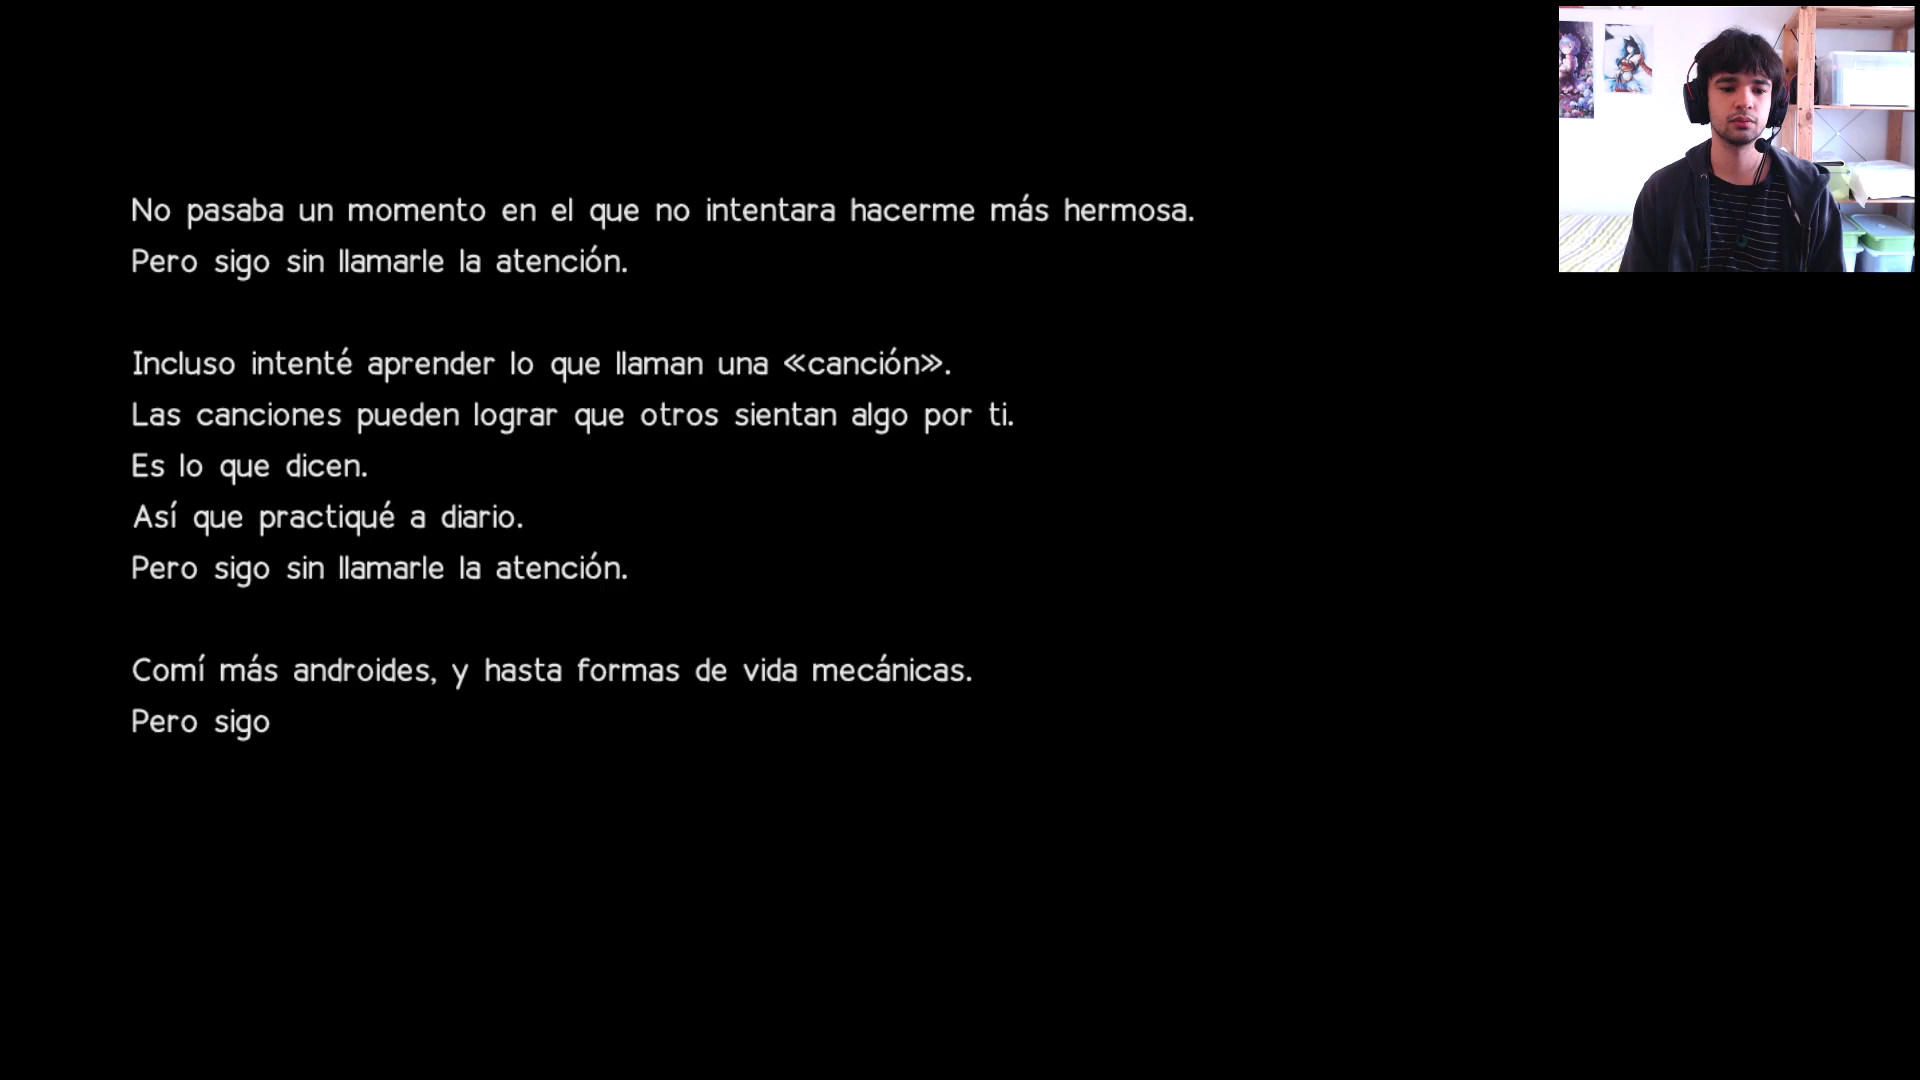 No pasaba un momento en el que no intentara hacerme más hermosa.
Pero sigo sin llamarle la atención.
Incluso intenté aprender lo que llaman una «canción».
Las canciones pueden lograr que otros sientan algo por ti.
Es lo que dicen.
Así que practiqué a diario.
Pero sigo sin llamarle la atención.
Comí más androides, y hasta formas de vida mecánicas.
Pero sigo